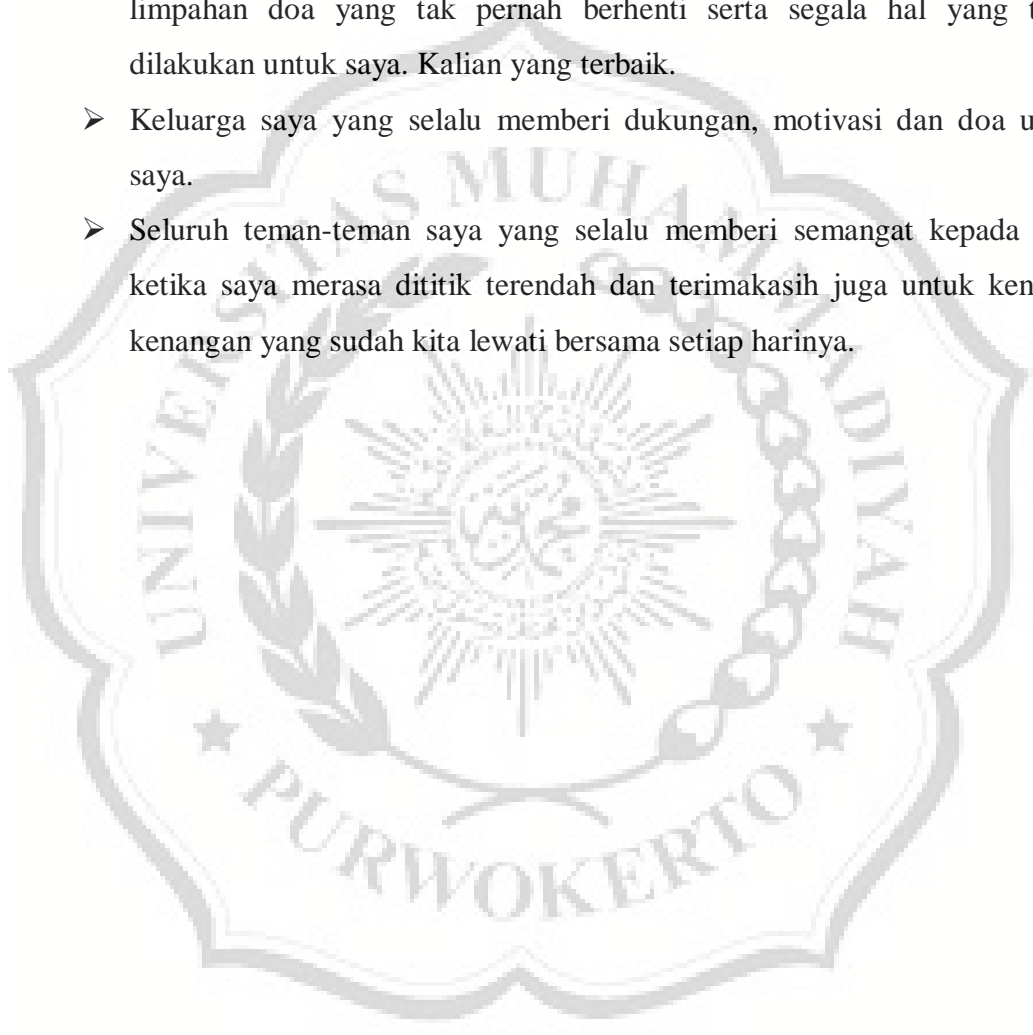 limpahan doa yang tak pernah berhenti serta segala hal yang t
dilakukan untuk saya. Kalian yang terbaik.
➢ Keluarga saya yang selalu memberi dukungan, motivasi dan doa u
saya.
➢ Seluruh teman-teman saya yang selalu memberi semangat kepada
ketika saya merasa dititik terendah dan terimakasih juga untuk ken
kenangan yang sudah kita lewati bersama setiap harinya.
UNIVERSITAS MUHAMMADIYAH
PURWOKERTO